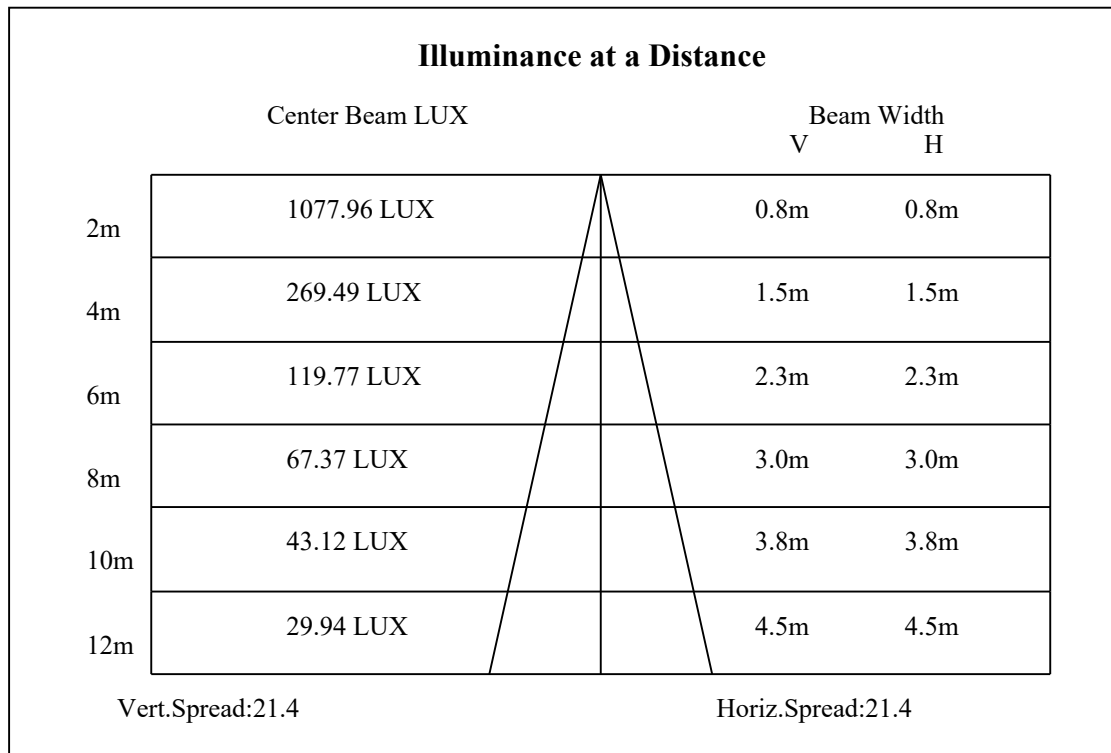 Illuminance at a Distance
Center Beam LUX Beam Width
V H
1077.96 LUX 0.8m 0.8m
2m
269.49 LUX 1.5m 1.5m
4m
119.77 LUX 2.3m 2.3m
6m
67.37 LUX 3.0m 3.0m
8m
43.12 LUX 3.8m 3.8m
10m
29.94 LUX 4.5m 4.5m
12m
Vert.Spread:21.4 Horiz.Spread:21.4